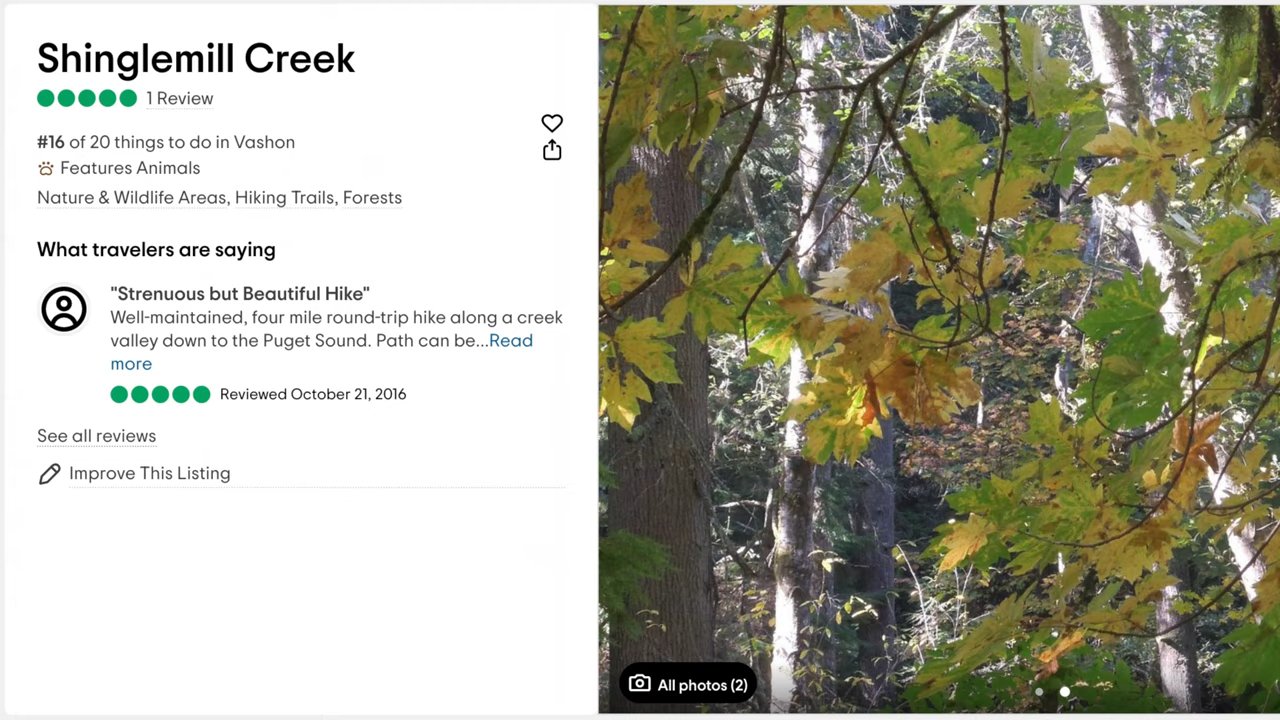 Shinglemill Creek
1 Review
#16 of 20 things to do in Vashon
Features Animals
Nature & Wildlife Areas, Hiking Trails, Forests
What travelers are saying
"Strenuous but Beautiful Hike"
Well-maintained, four mile round-trip hike along a creek
valley down to the Puget Sound. Path can be...Read
more
Reviewed October 21, 2016
See all reviews
Improve This Listing
All photos (2)